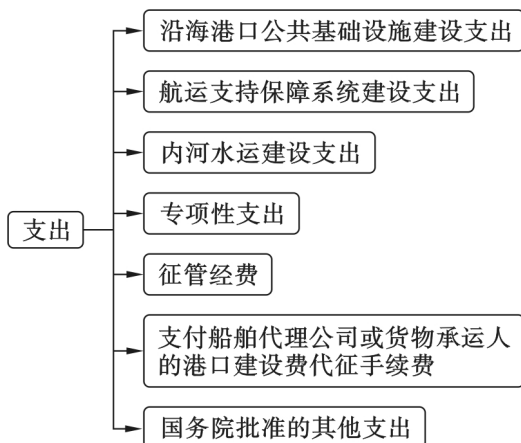 沿海港口公共基础设施建设支出
航运支持保障系统建设支出
内河水运建设支出
专项性支出
支出
征管经费
支付船舶代理公司或货物承运人
的港口建设费代征手续费
国务院批准的其他支出